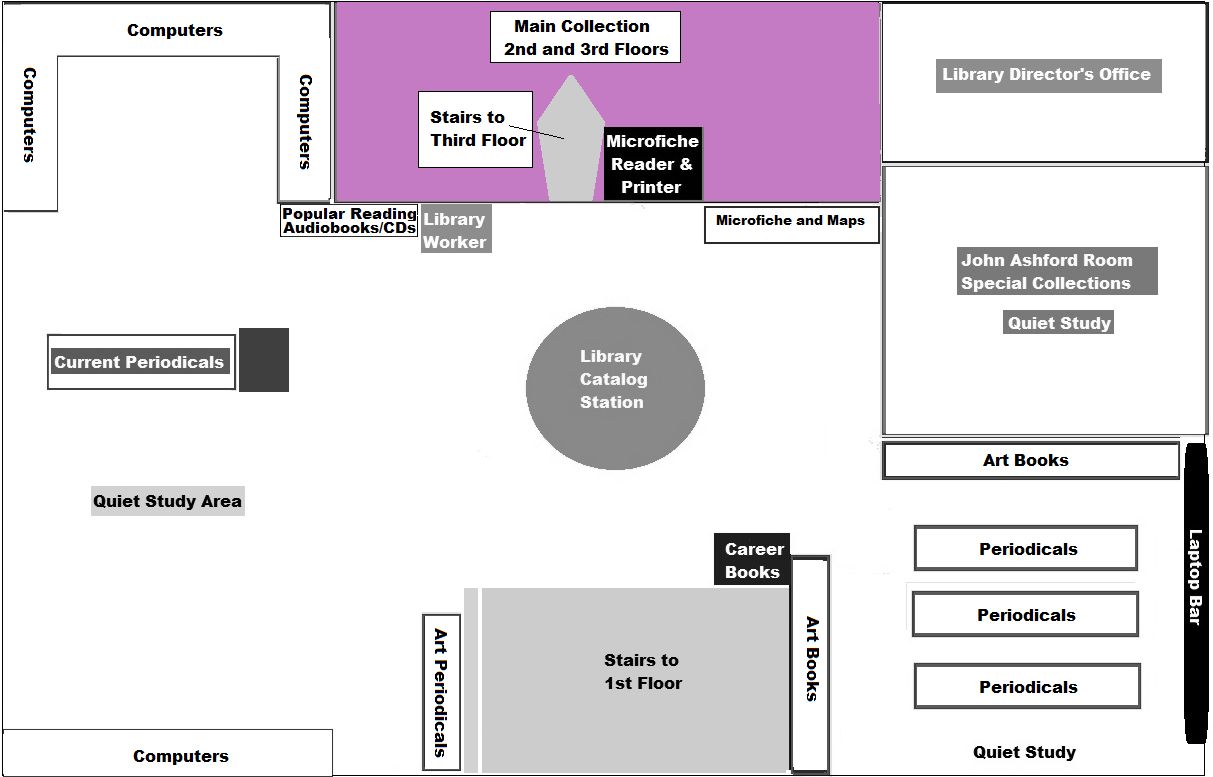 Computers
Computers
Computers
Main Collection
2nd and 3rd Floors
Stairs to
Third Floor
Microfiche
Reader &
Printer
Library Director's Office
Popular Reading
Audiobooks/CDs
Library
Worker
Microfiche and Maps
John Ashford Room
Special Collections
Quiet Study
Current Periodicals
Library
Catalog
Station
Quiet Study Area
Art Books
Career
Books
Periodicals
Periodicals
Periodicals
Laptop Bar
Art Periodicals
Stairs to
1st Floor
Art Books
Quiet Study
Computers